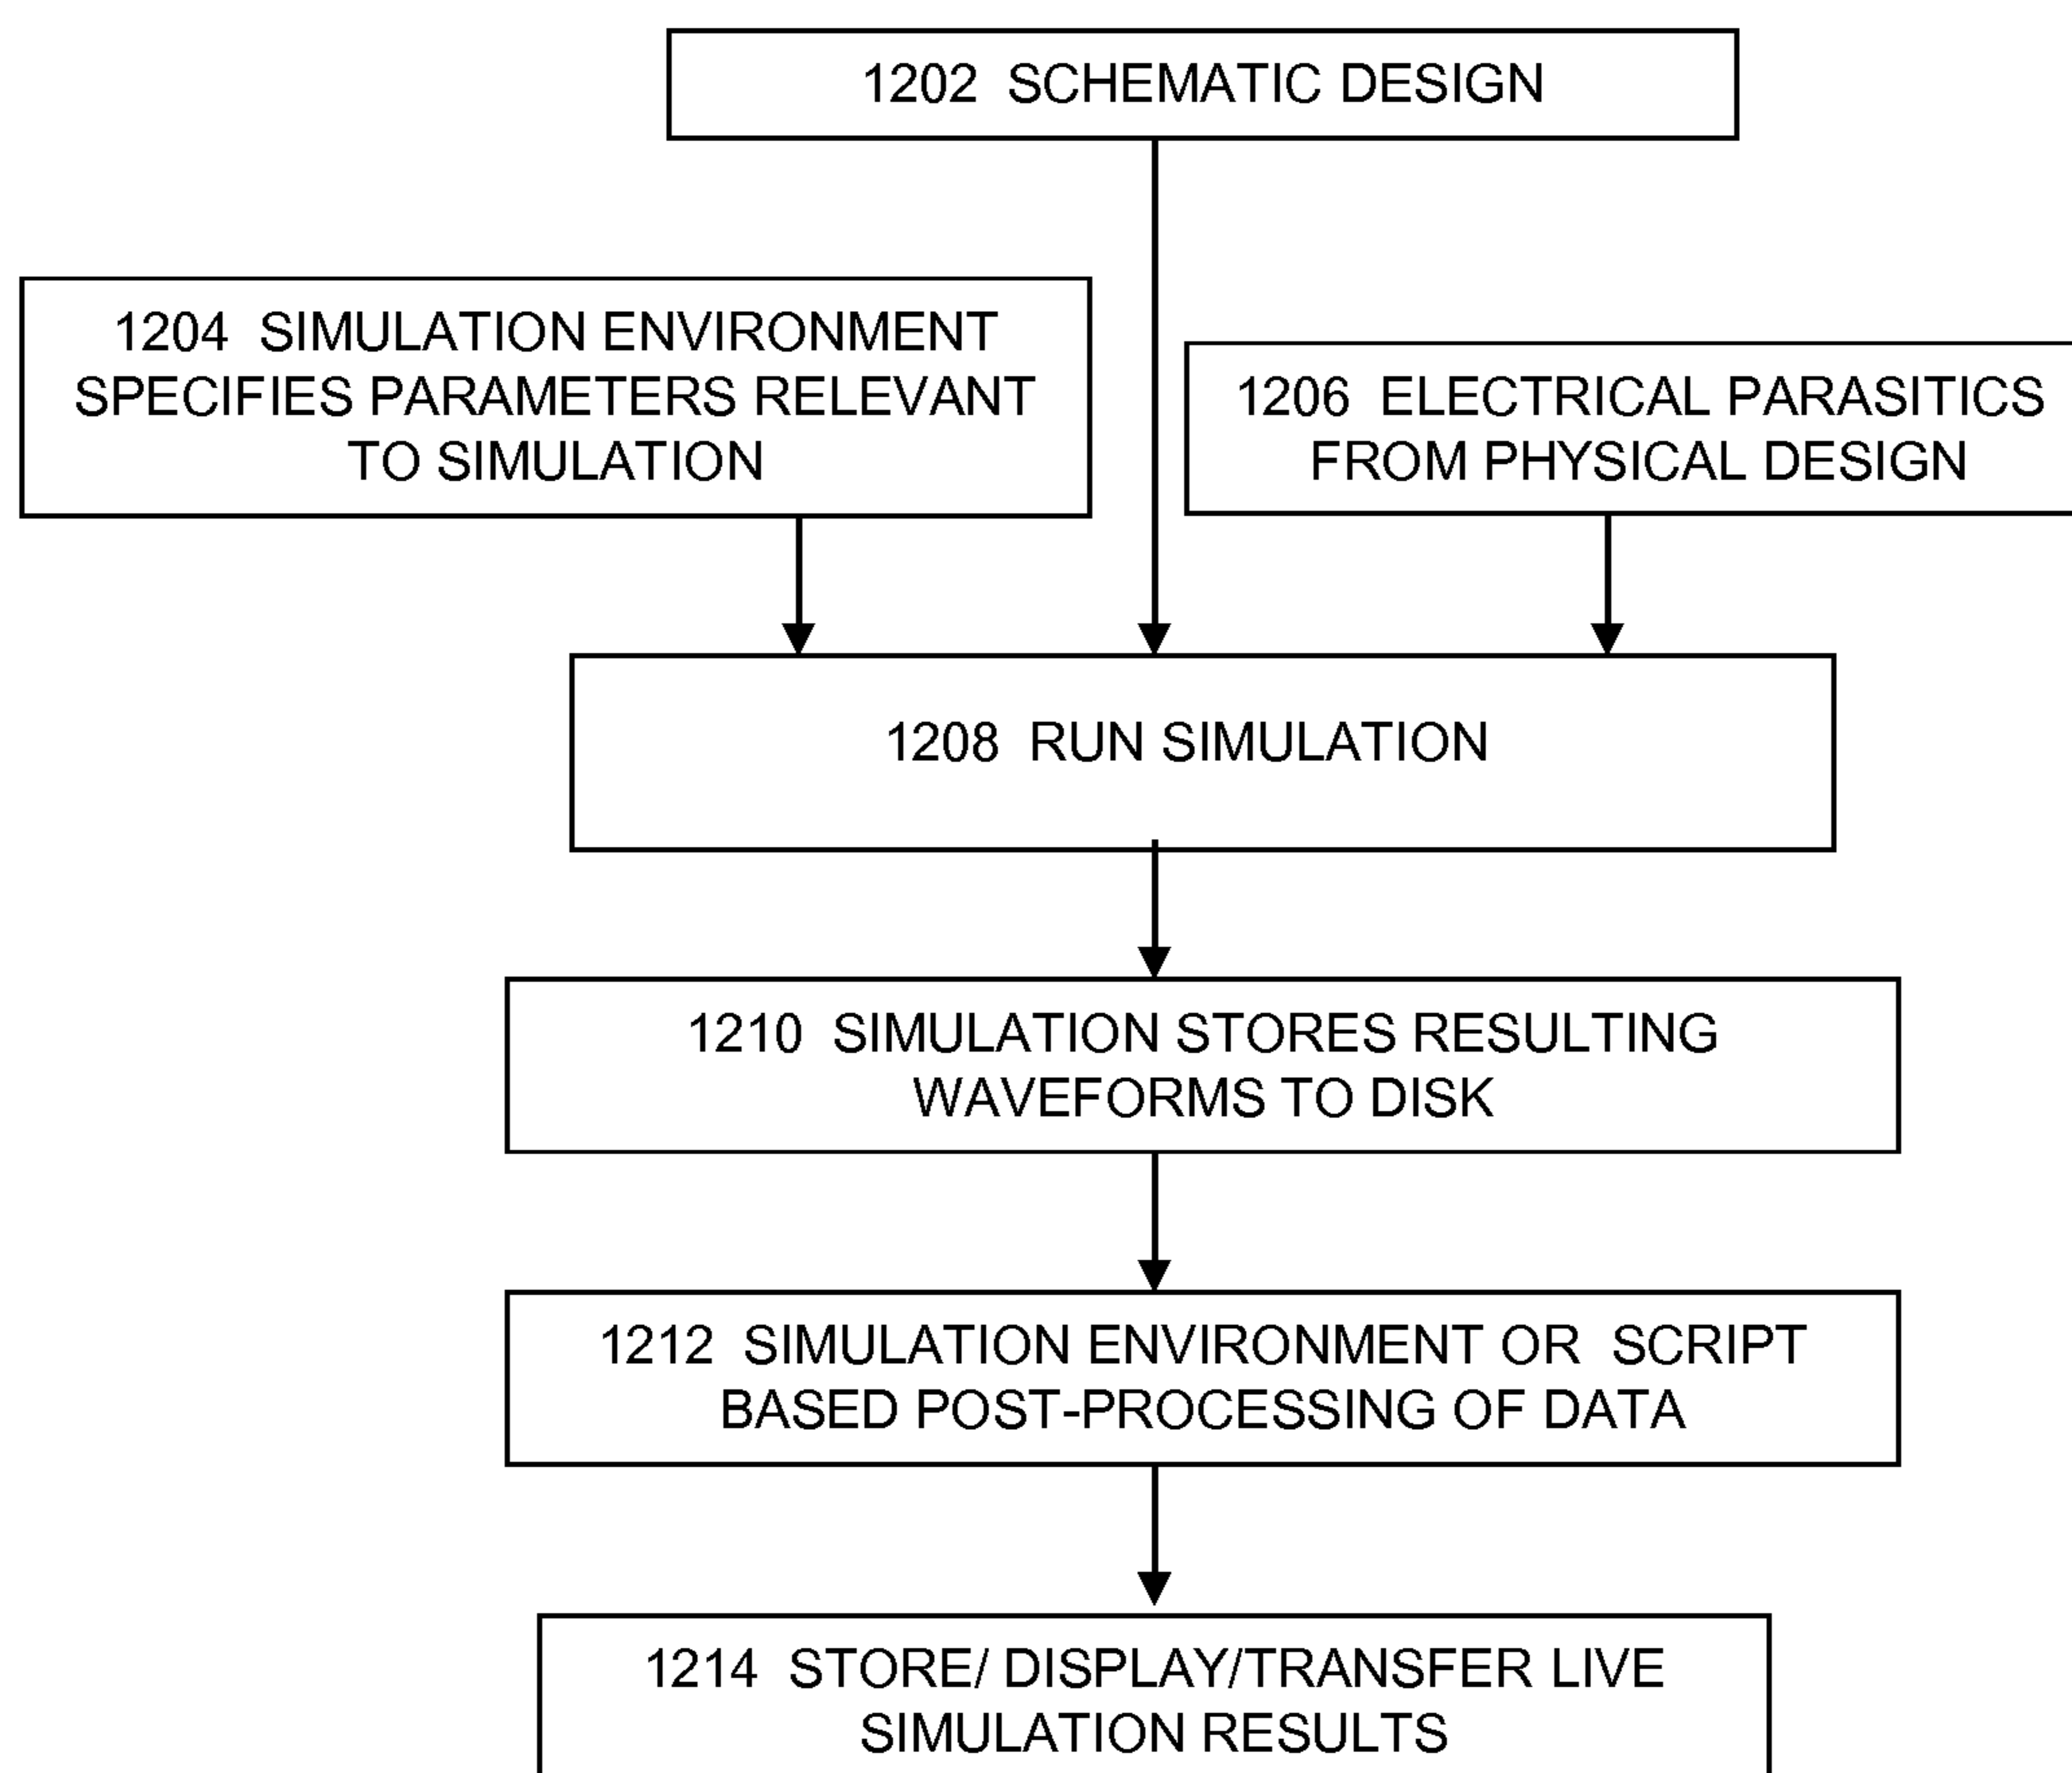 1202 SCHEMATIC DESIGN
1204 SIMULATION ENVIRONMENT
SPECIFIES PARAMETERS RELEVANT
TO SIMULATION
1206 ELECTRICAL PARASITICS
FROM PHYSICAL DESIGN
1208 RUN SIMULATION
1210 SIMULATION STORES RESULTING
WAVEFORMS TO DISK
1212 SIMULATION ENVIRONMENT OR SCRIPT
BASED POST-PROCESSING OF DATA
1214 STORE/ DISPLAY/TRANSFER LIVE
SIMULATION RESULTS